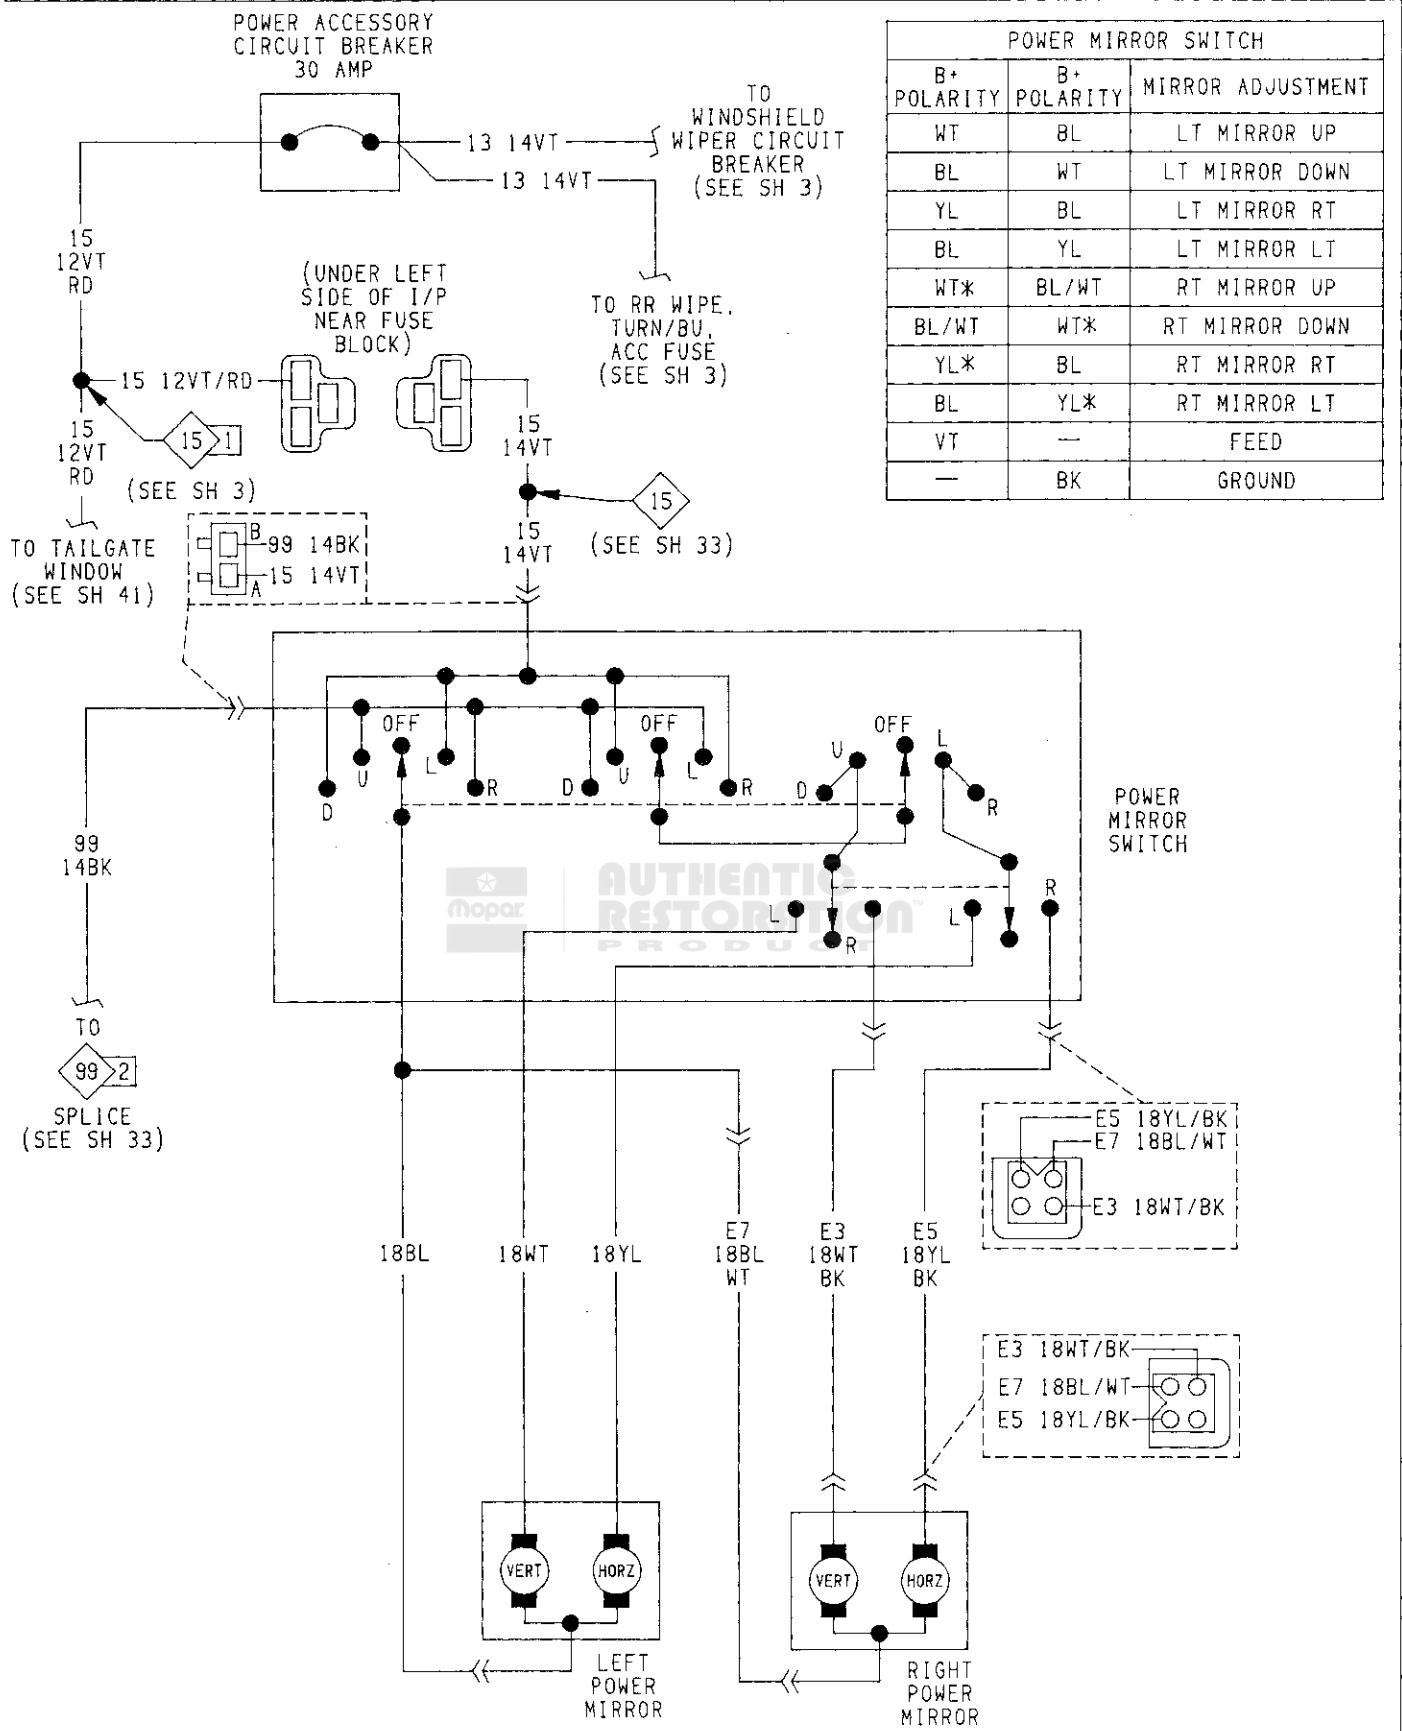 POWER ACCESSORY
CIRCUIT BREAKER
30 AMP
13 14VT
13 14VT
TO
WINDSHIELD
WIPER CIRCUIT
BREAKER
(SEE SH 3)
TO RR WIPE,
TURN/BU,
ACC FUSE
(SEE SH 3)
POWER MIRROR SWITCH
B+ POLARITY B+ POLARITY MIRROR ADJUSTMENT
WT BL LT MIRROR UP
BL WT LT MIRROR DOWN
YL BL LT MIRROR RT
BL YL LT MIRROR LT
WT* BL/WT RT MIRROR UP
BL/WT WT* RT MIRROR DOWN
YL* BL RT MIRROR RT
BL YL* RT MIRROR LT
VT — FEED
— BK GROUND
15
12VT
RD
(UNDER LEFT
SIDE OF I/P
NEAR FUSE
BLOCK)
15 12VT/RD
15
12VT
RD
15 1
(SEE SH 3)
TO TAILGATE
WINDOW
(SEE SH 41)
15
14VT
15
(SEE SH 33)
15
14VT
B
99 14BK
15 14VT
A
OFF
D
U
L
R
OFF
D
U
L
R
OFF
U
D
L
R
L
R
L
R
POWER
MIRROR
SWITCH
Mopar
AUTHENTIC
RESTORATION™
PRODUCT
99
14BK
TO
99 2
SPLICE
(SEE SH 33)
E5 18YL/BK
E7 18BL/WT
E3 18WT/BK
18BL
18WT
18YL
E7
18BL
WT
E3
18WT
BK
E5
18YL
BK
E3 18WT/BK
E7 18BL/WT
E5 18YL/BK
VERT
HORZ
VERT
HORZ
LEFT
POWER
MIRROR
RIGHT
POWER
MIRROR